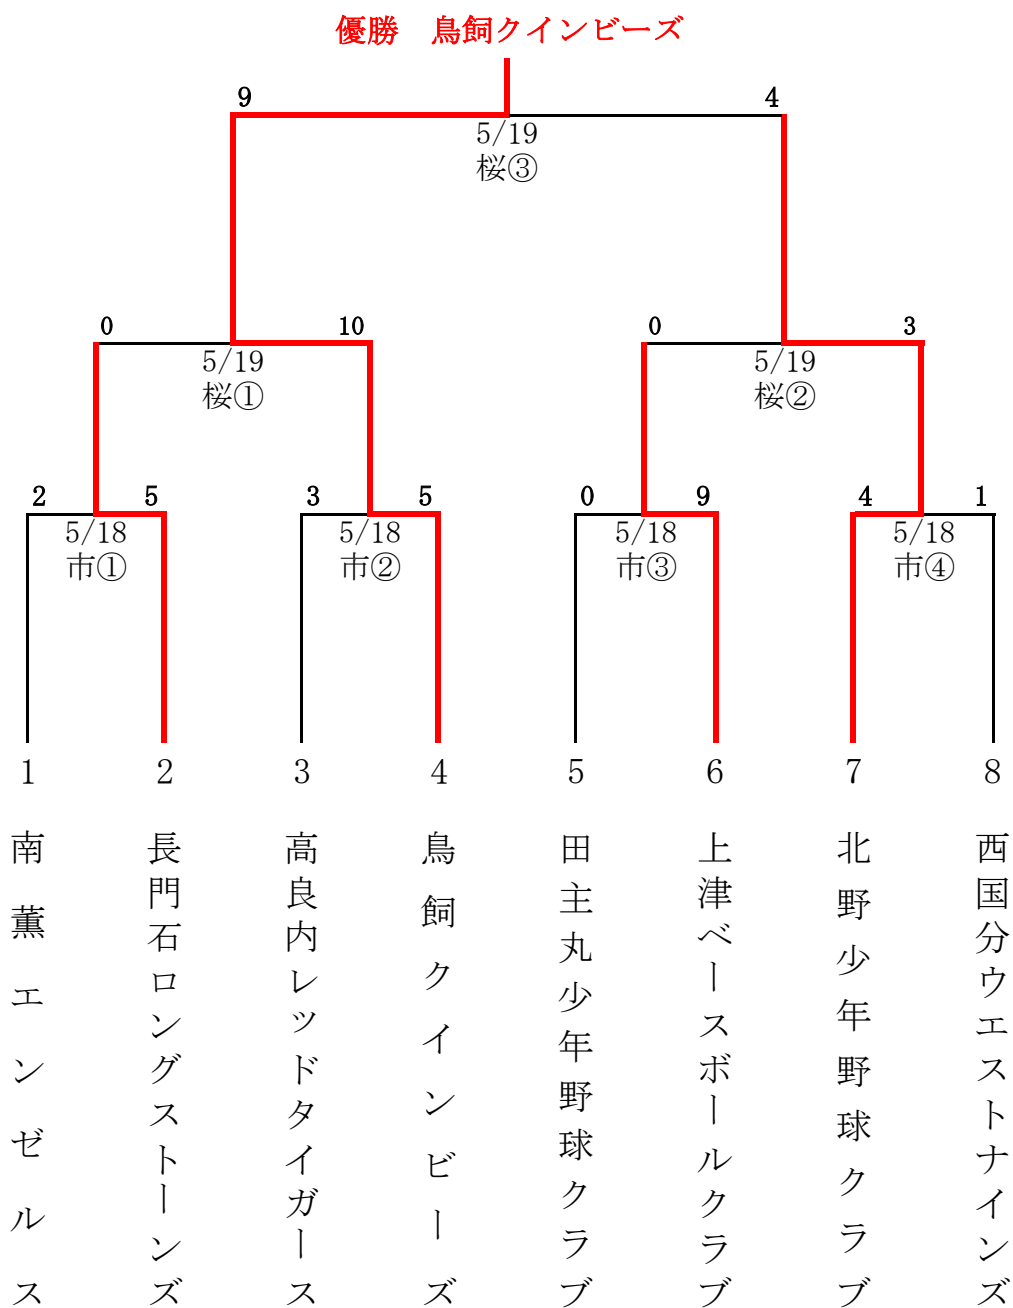 優勝　鳥飼クインビーズ
9
4
5/19
桜③
0
10
0
3
5/19
桜①
5/19
桜②
2
5
3
5
0
9
4
1
5/18
市①
5/18
市②
5/18
市③
5/18
市④
1
2
3
4
5
6
7
8
南薫エンゼルス
長門石ロングストーンズ
高良内レッドタイガース
鳥飼クインビーズ
田主丸少年野球クラブ
上津ベースボールクラブ
北野少年野球クラブ
西国分ウエストナインズ